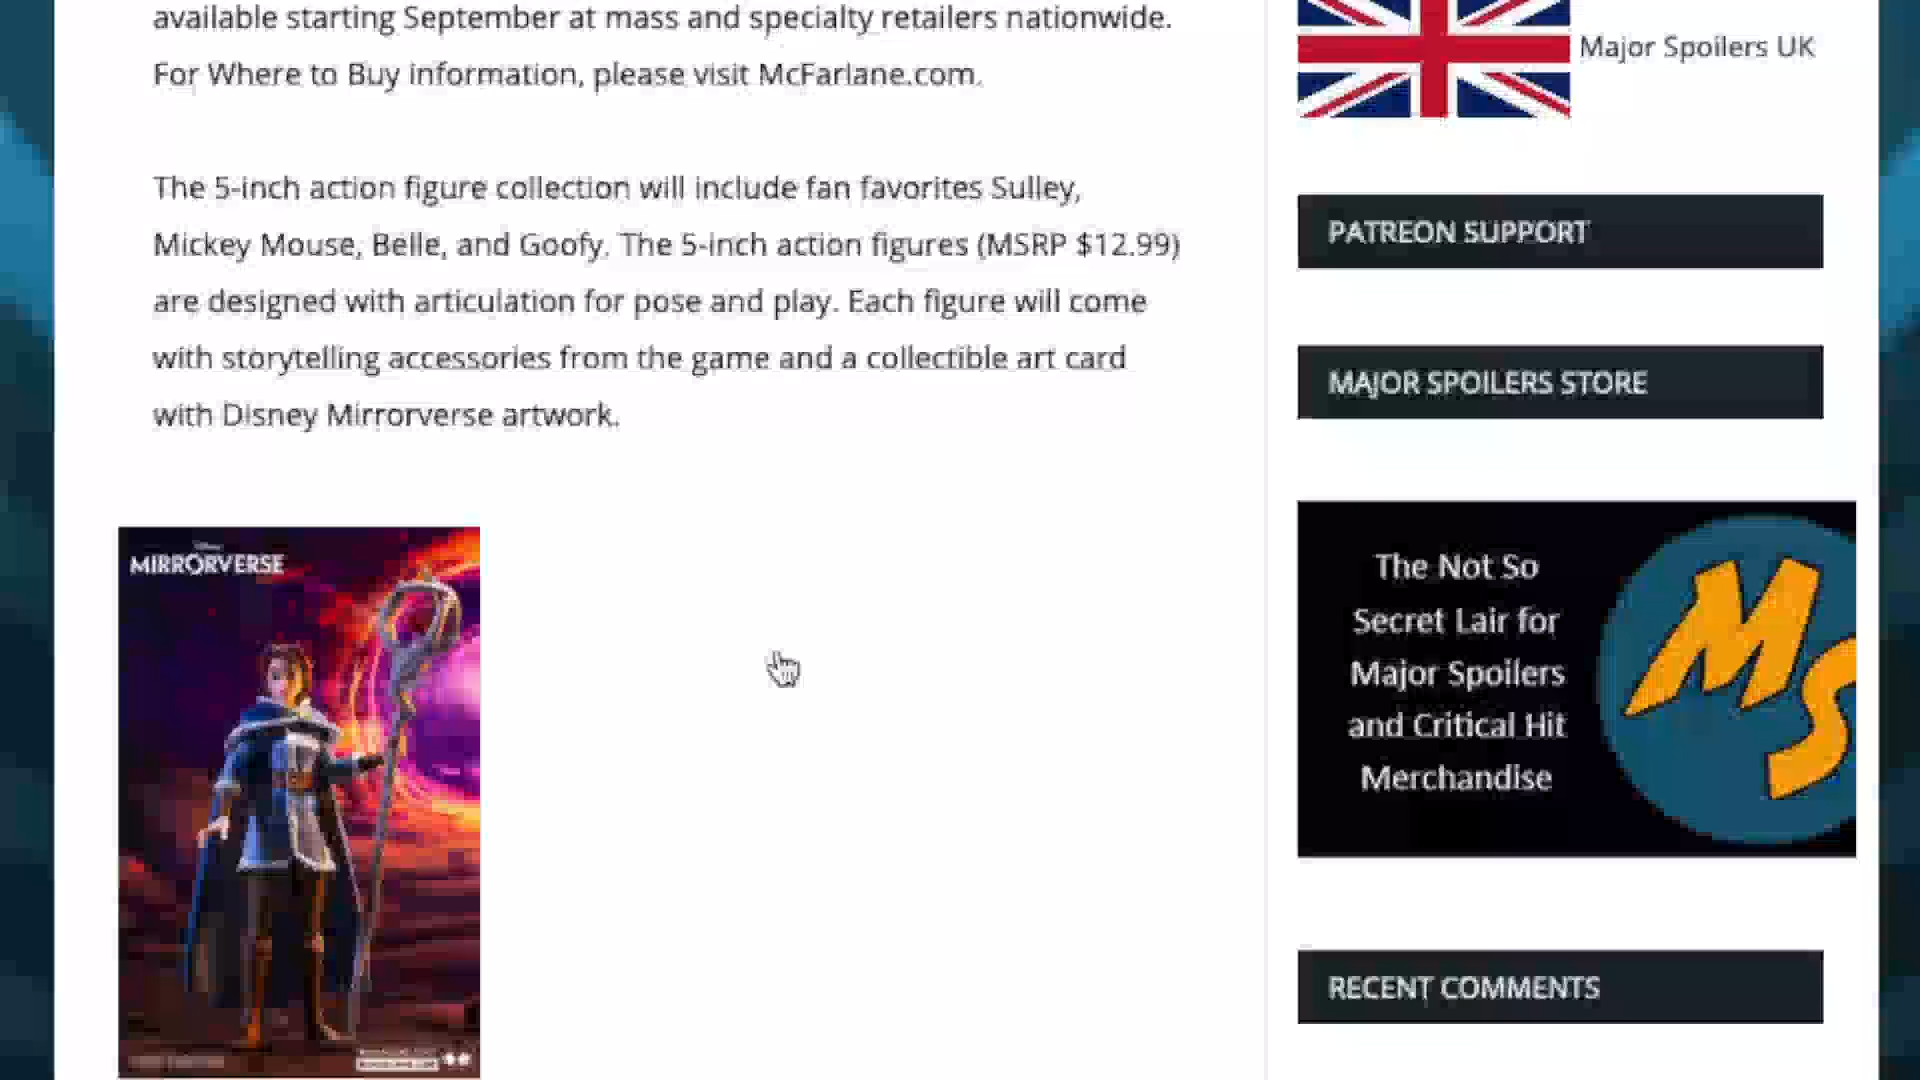 available starting September at mass and specialty retailers nationwide.
For Where to Buy information, please visit McFarlane.com.
The 5-inch action figure collection will include fan favorites Sulley,
Mickey Mouse, Belle, and Goofy. The 5-inch action figures (MSRP $12.99)
are designed with articulation for pose and play. Each figure will come
with storytelling accessories from the game and a collectible art card
with Disney Mirrorverse artwork.
Disney
MIRRORVERSE
Major Spoilers UK
PATREON SUPPORT
MAJOR SPOILERS STORE
The Not So
Secret Lair for
Major Spoilers
and Critical Hit
Merchandise
MS
RECENT COMMENTS